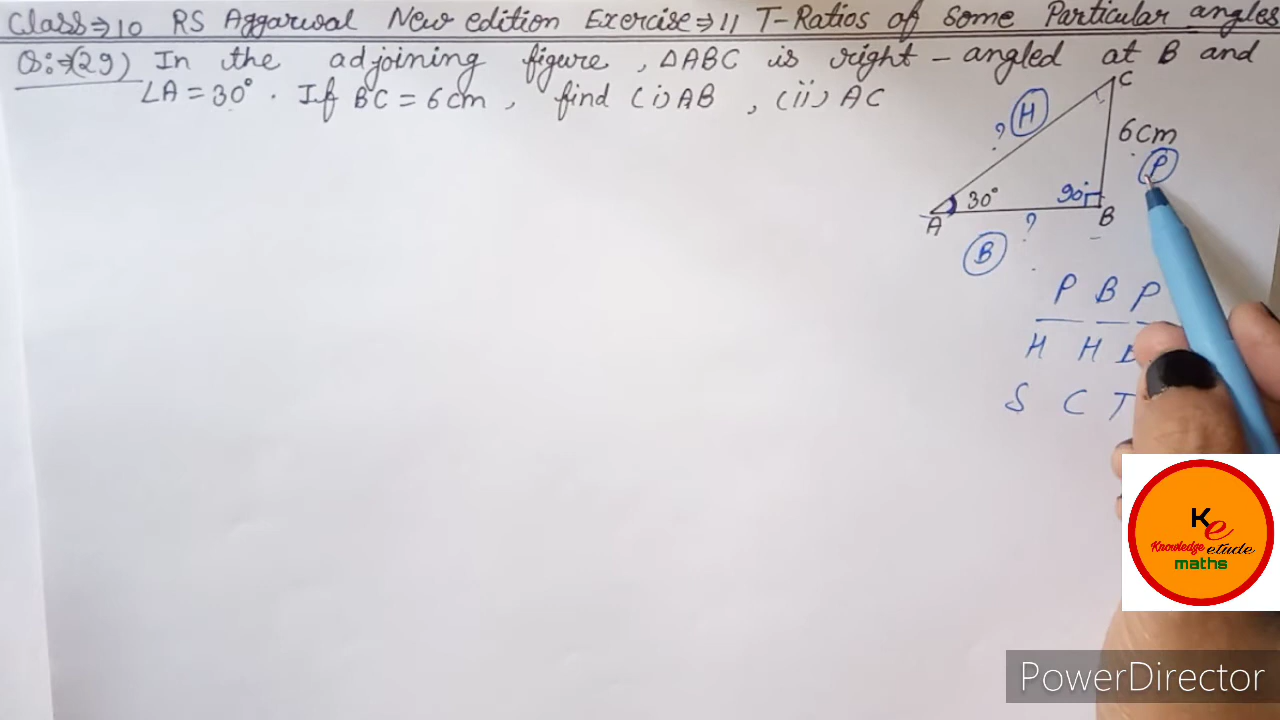 Class⇒10 RS Aggarwal New edition Exercise⇒11 T-Ratios of Some Particular angles
Q:⇒(29) In the adjoining figure, △ABC is right-angled at B and
∠A = 30°. If BC = 6cm, find (i) AB, (ii) AC
C
H
?
6cm
P
30°
90°
A
B
?
B
P B P
H H
S C T
Ke
Knowledge etude
maths
PowerDirector